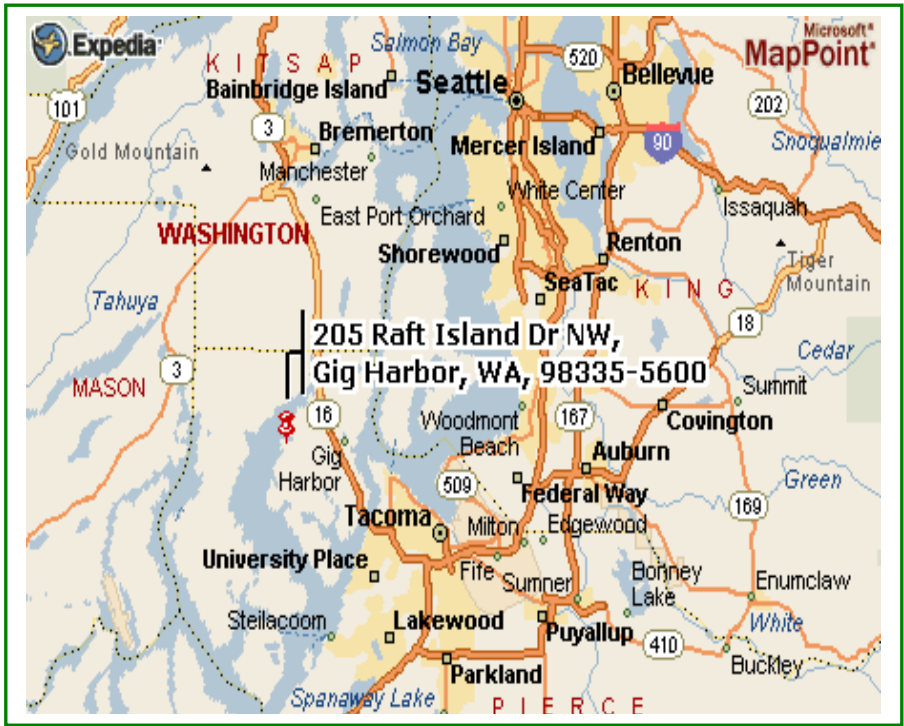 Expedia
Microsoft®
MapPoint®
Salmon Bay
520
Bellevue
KITSAP
Seattle
101
Bainbridge Island
202
3
Bremerton
Mercer Island
90
Snoqualmie
Gold Mountain
Manchester
White Center
East Port Orchard
Issaquah
WASHINGTON
Shorewood
Renton
Tiger
Mountain
SeaTac
KING
Tahuya
18
205 Raft Island Dr NW,
Gig Harbor, WA, 98335-5600
Cedar
3
MASON
Summit
16
Woodmont
Beach
167
Covington
Gig
Harbor
Auburn
509
Federal Way
Green
169
Tacoma
Milton
Edgewood
University Place
Fife
Sumner
Bonney
Lake
Enumclaw
Steilacoom
Lakewood
Puyallup
White
410
Buckley
Parkland
Spanaway Lake
PIERCE